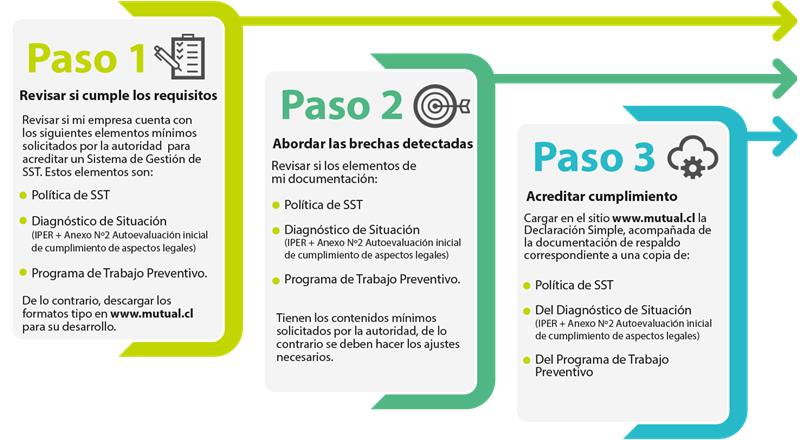 Paso 1
Revisar si cumple los requisitos
Revisar si mi empresa cuenta con
los siguientes elementos mínimos
solicitados por la autoridad para
acreditar un Sistema de Gestión de
SST. Estos elementos son:
Política de SST
Diagnóstico de Situación
(IPER + Anexo Nº2 Autoevaluación inicial
de cumplimiento de aspectos legales)
Programa de Trabajo Preventivo.
De lo contrario, descargar los
formatos tipo en www.mutual.cl
para su desarrollo.
Paso 2
Abordar las brechas detectadas
Revisar si los elementos de
mi documentación:
Política de SST
Diagnóstico de Situación
(IPER + Anexo Nº2 Autoevaluación inicial
de cumplimiento de aspectos legales)
Programa de Trabajo Preventivo.
Tienen los contenidos mínimos
solicitados por la autoridad, de lo
contrario se deben hacer los ajustes
necesarios.
Paso 3
Acreditar cumplimiento
Cargar en el sitio www.mutual.cl la
Declaración Simple, acompañada de
la documentación de respaldo
correspondiente a una copia de:
Política de SST
Del Diagnóstico de Situación
(IPER + Anexo Nº2 Autoevaluación inicial
de cumplimiento de aspectos legales)
Del Programa de Trabajo
Preventivo